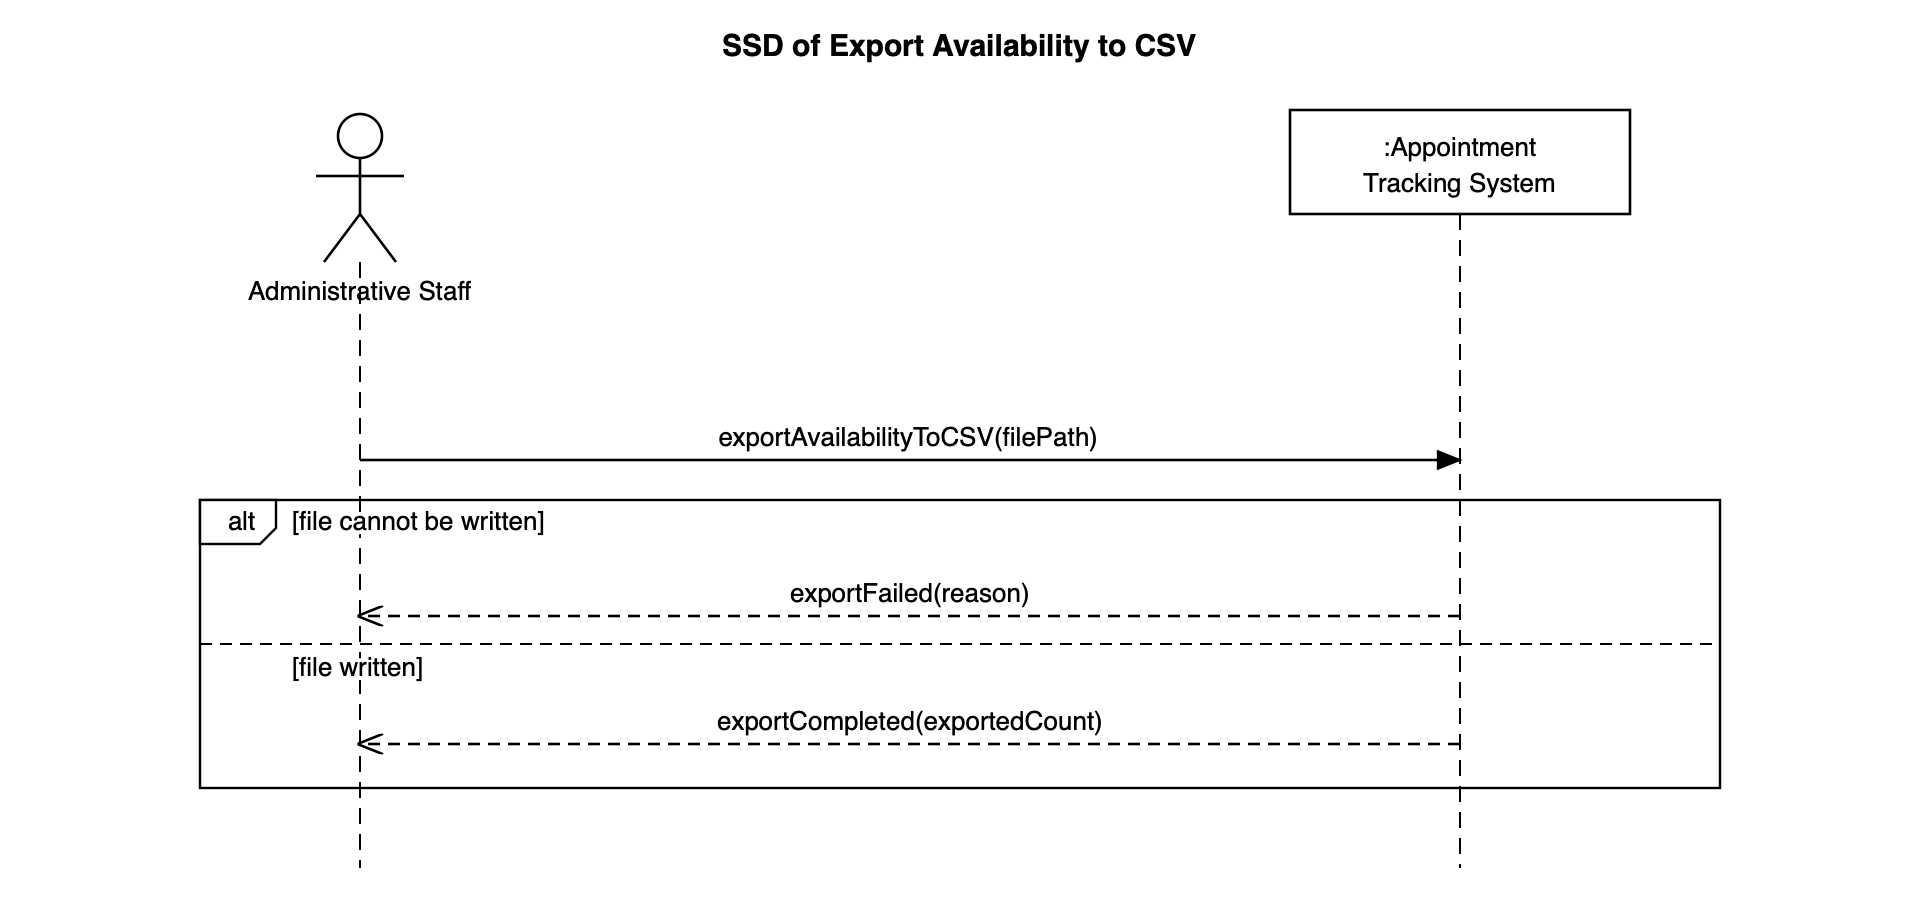 SSD of Export Availability to CSV
:Appointment
Tracking System
Administrative Staff
exportAvailabilityToCSV(filePath)
alt [file cannot be written]
exportFailed(reason)
[file written]
exportCompleted(exportedCount)